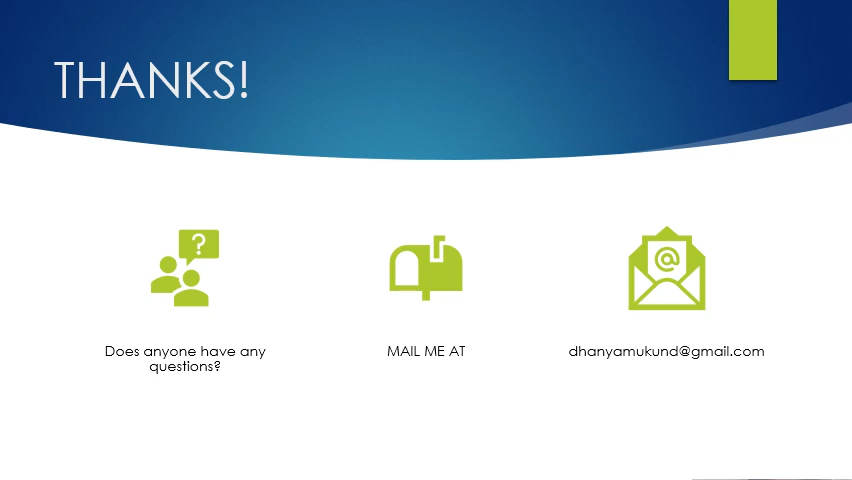 THANKS!
?
@
Does anyone have any
questions?
MAIL ME AT
dhanyamukund@gmail.com